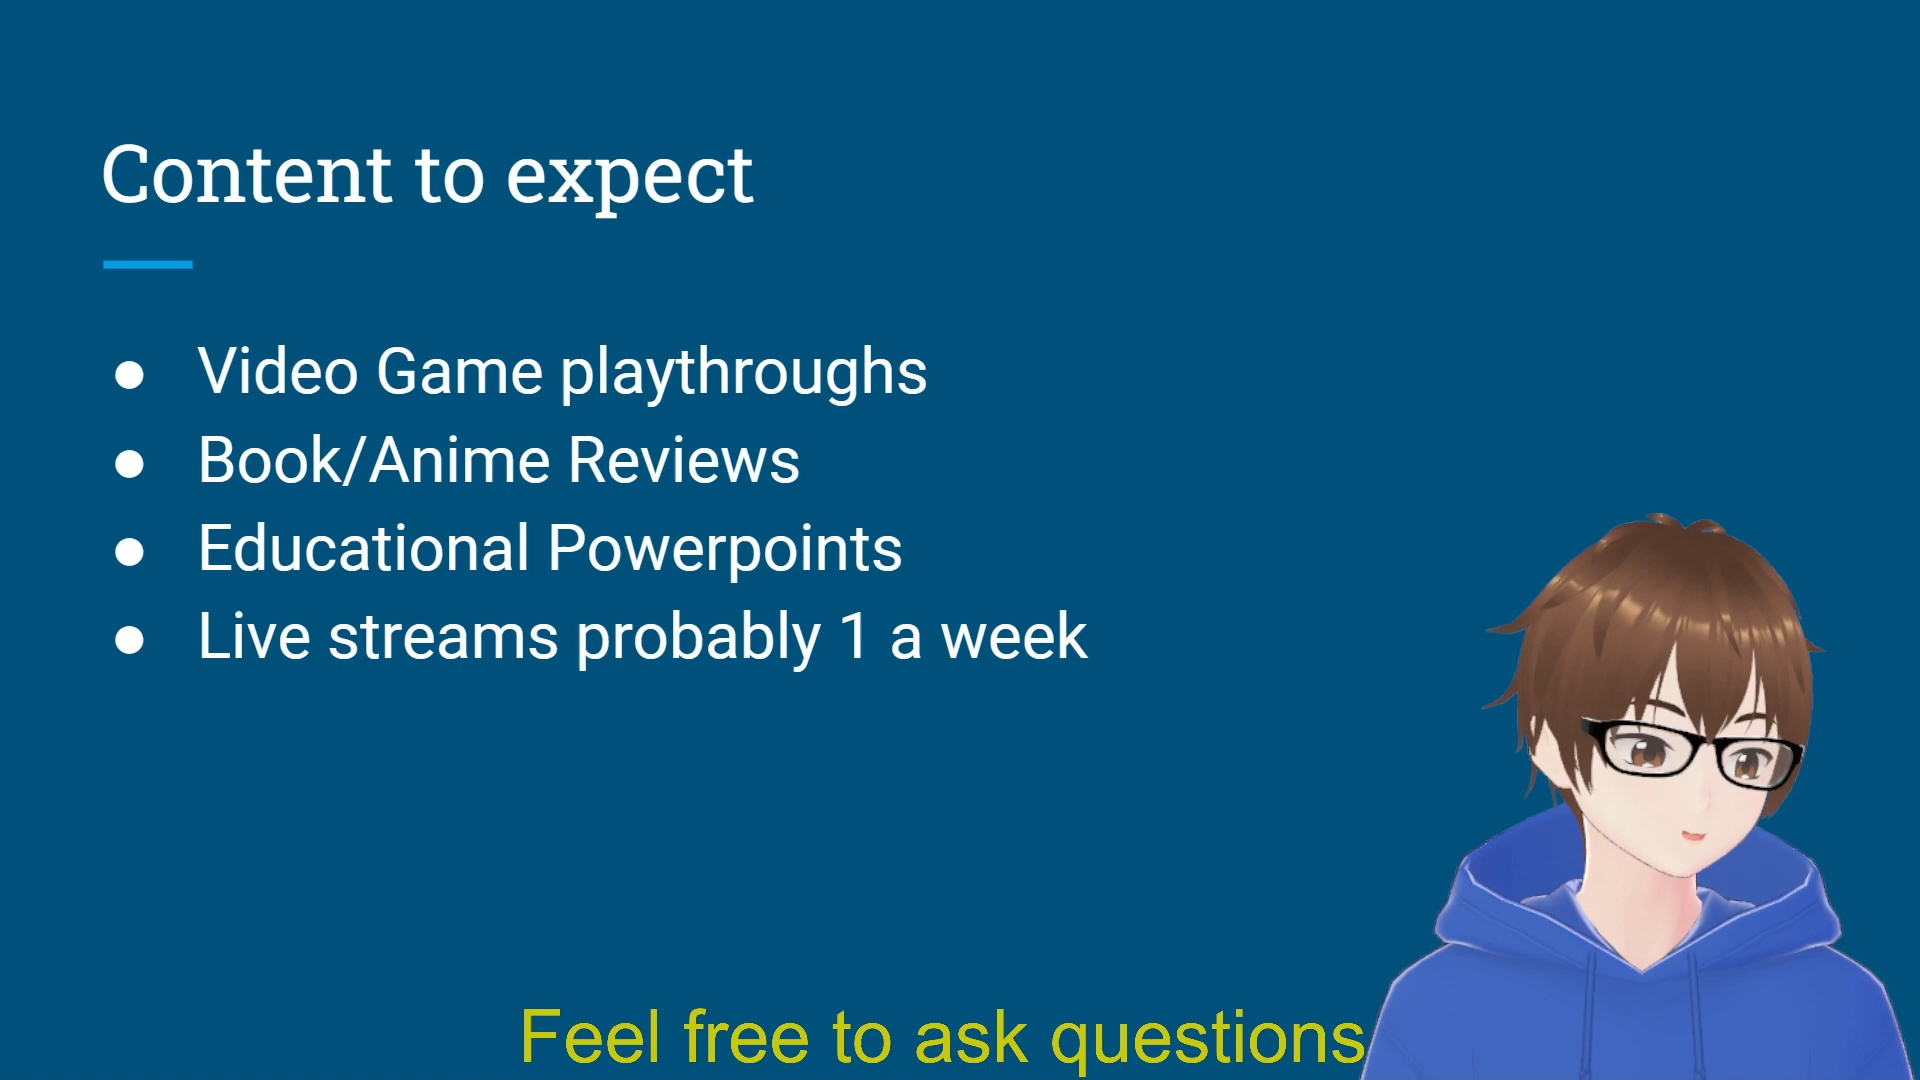 Content to expect
● Video Game playthroughs
● Book/Anime Reviews
● Educational Powerpoints
● Live streams probably 1 a week
Feel free to ask questions